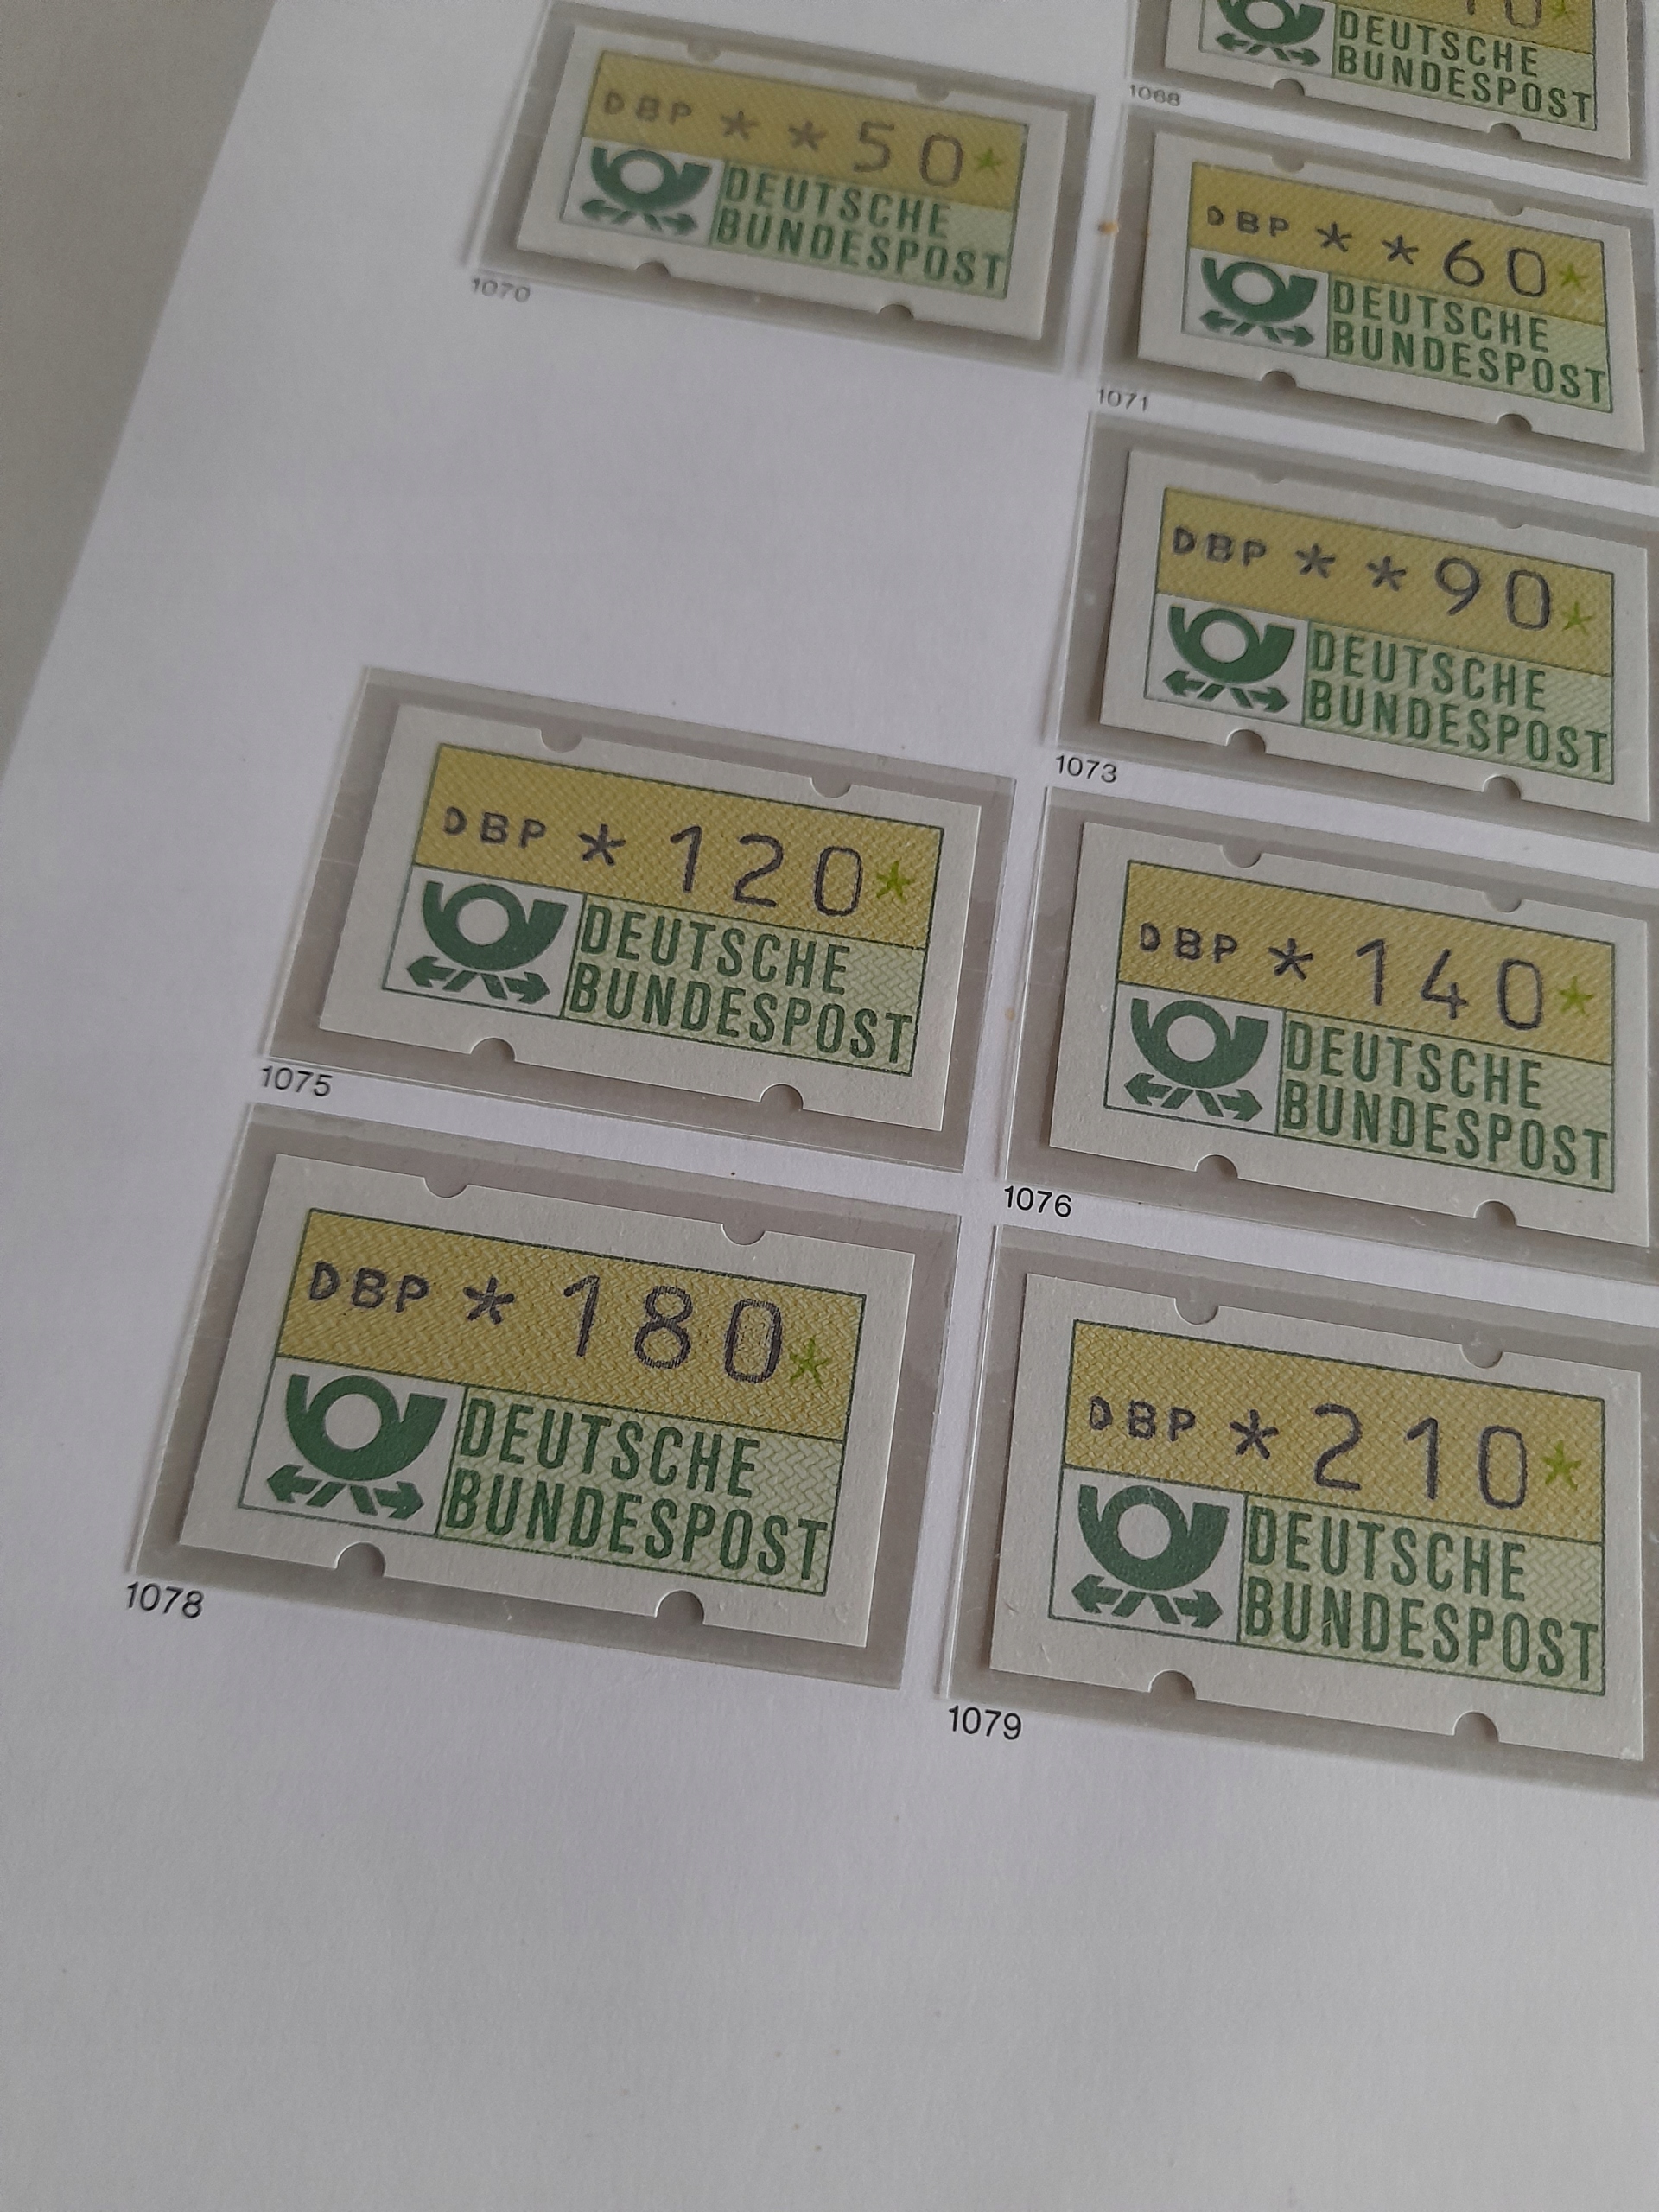 10*
DEUTSCHE
BUNDESPOST
1068
DBP **50*
DEUTSCHE
BUNDESPOST
1070
DBP **60*
DEUTSCHE
BUNDESPOST
1071
DBP **90*
DEUTSCHE
BUNDESPOST
1073
DBP *120*
DEUTSCHE
BUNDESPOST
1075
DBP *140*
DEUTSCHE
BUNDESPOST
1076
DBP *180*
DEUTSCHE
BUNDESPOST
1078
DBP *210*
DEUTSCHE
BUNDESPOST
1079